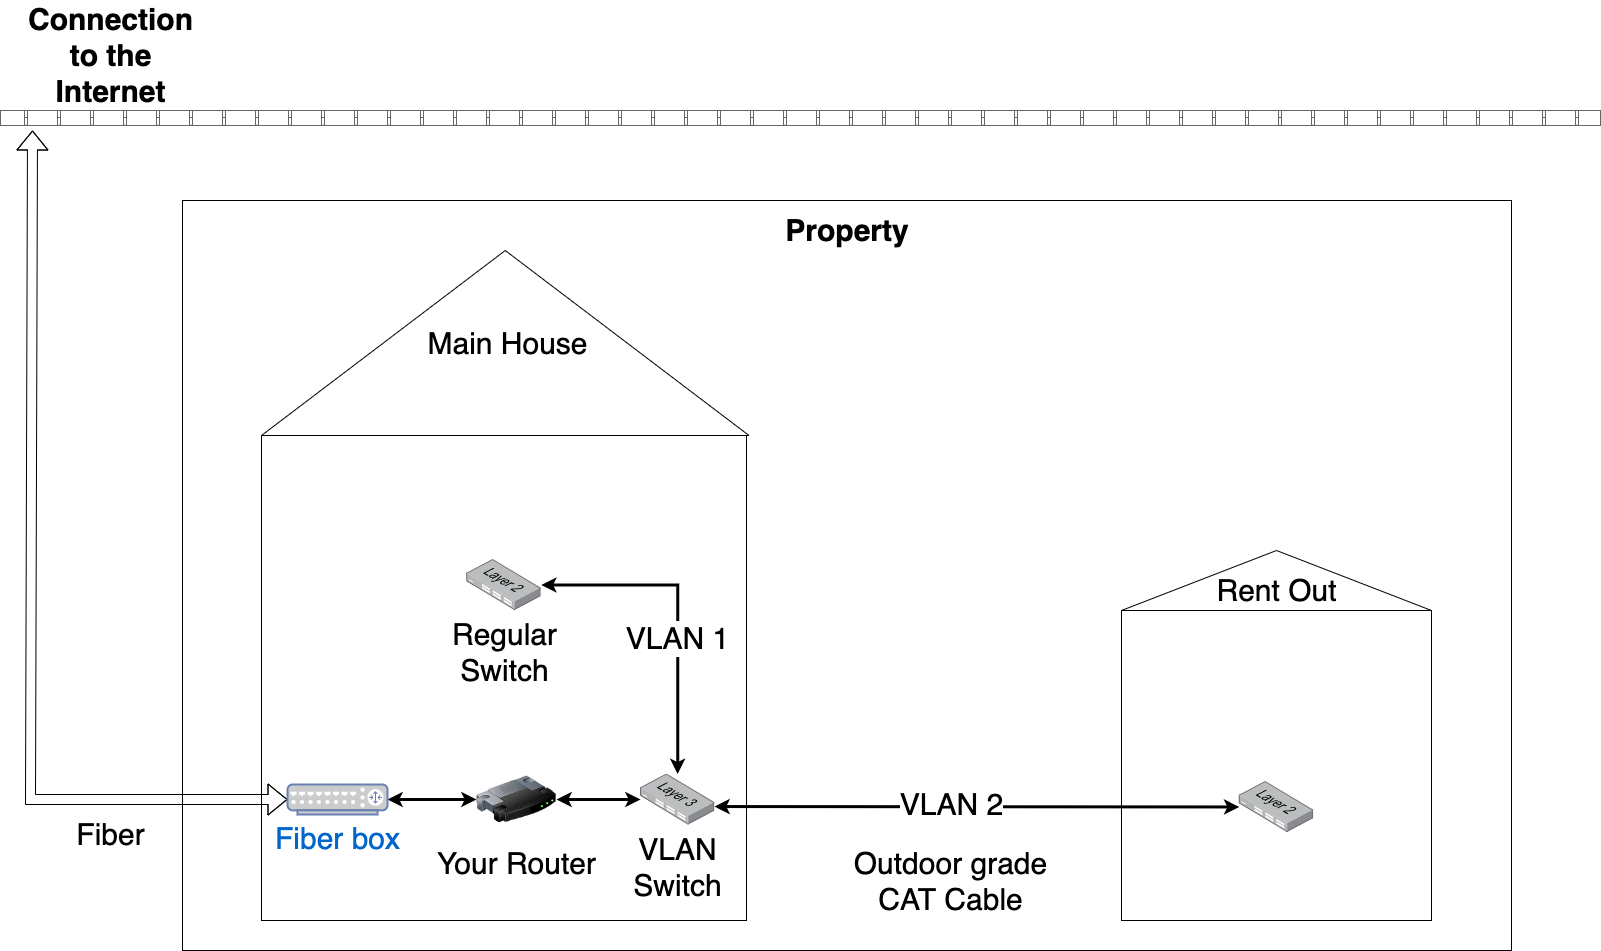 Connection
to the
Internet
Property
Main House
Rent Out
Layer 2
Regular
Switch
VLAN 1
Layer 3
VLAN 2
Layer 2
Fiber
Fiber box
Your Router
VLAN
Switch
Outdoor grade
CAT Cable